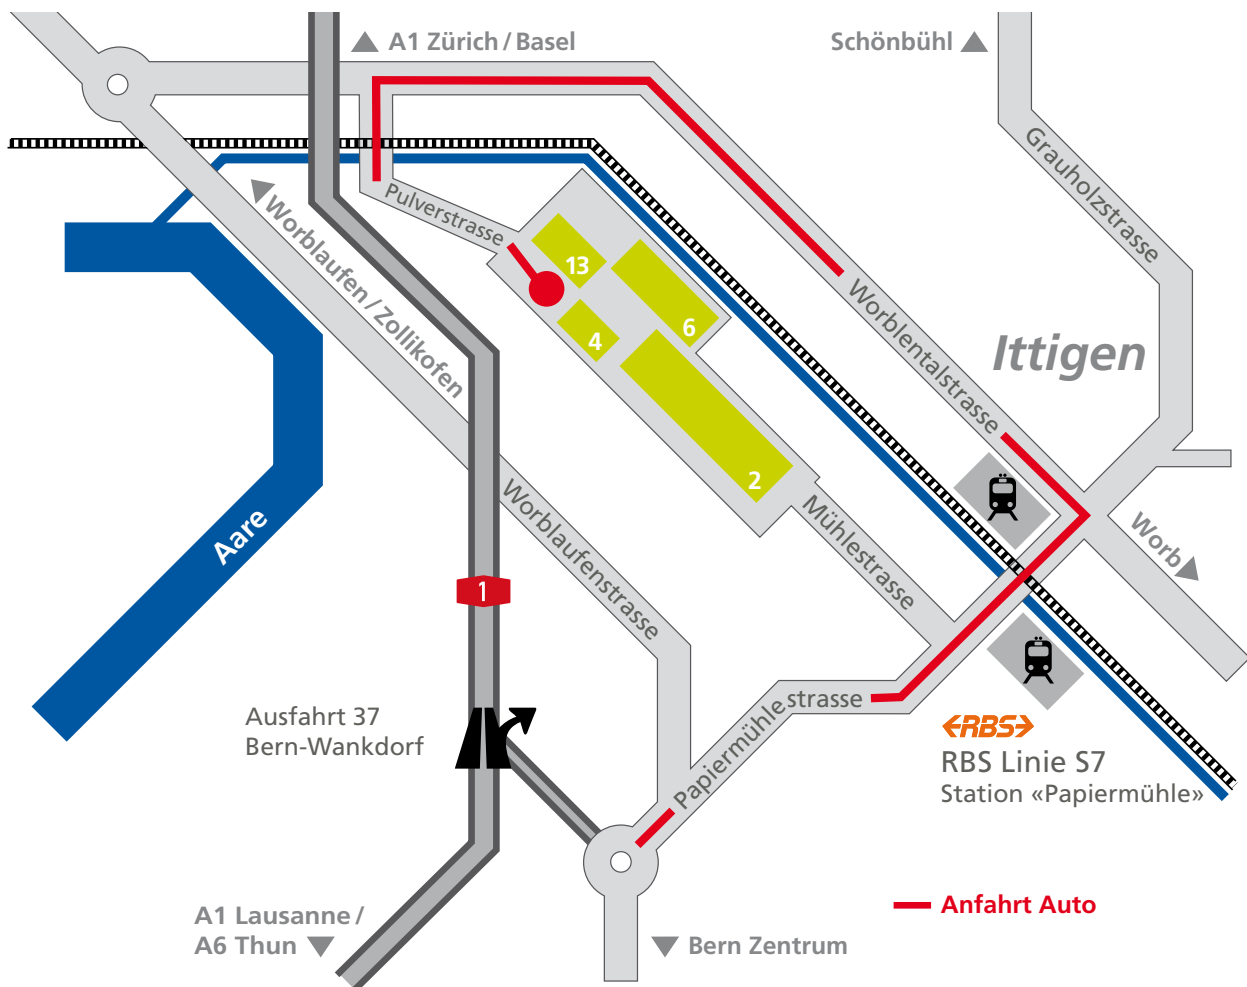 A1 Zürich / Basel
Schönbühl
Grauholzstrasse
Pulverstrasse
Worblaufen / Zollikofen
13
6
4
2
Worblentalstrasse
Ittigen
Aare
Worblaufenstrasse
Mühlestrasse
Worb
1
Ausfahrt 37
Bern-Wankdorf
Papiermühlestrasse
RBS
RBS Linie S7
Station «Papiermühle»
A1 Lausanne /
A6 Thun
Anfahrt Auto
Bern Zentrum